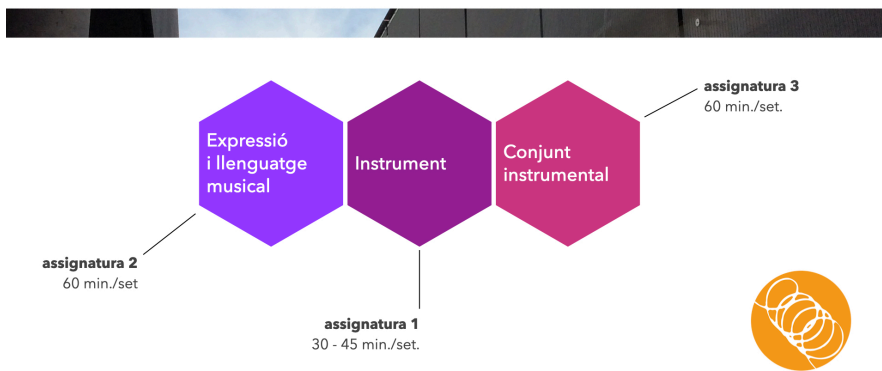 assignatura 3
60 min./set.
Expressió
i llenguatge
musical
Instrument
Conjunt
instrumental
assignatura 2
60 min./set
assignatura 1
30 - 45 min./set.